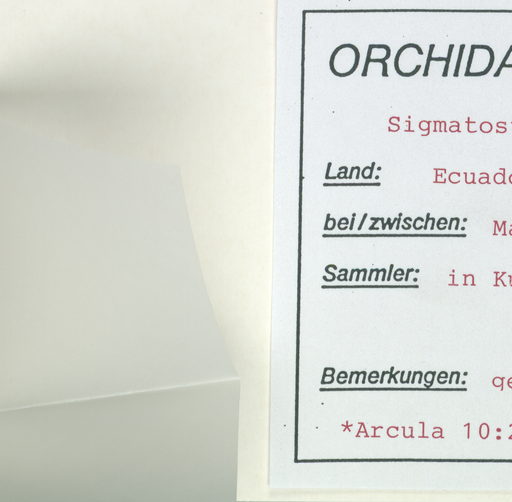 ORCHIDA
Sigmatos
Land: Ecuado
bei/zwischen: Ma
Sammler: in Ku
Bemerkungen: ge
*Arcula 10:2